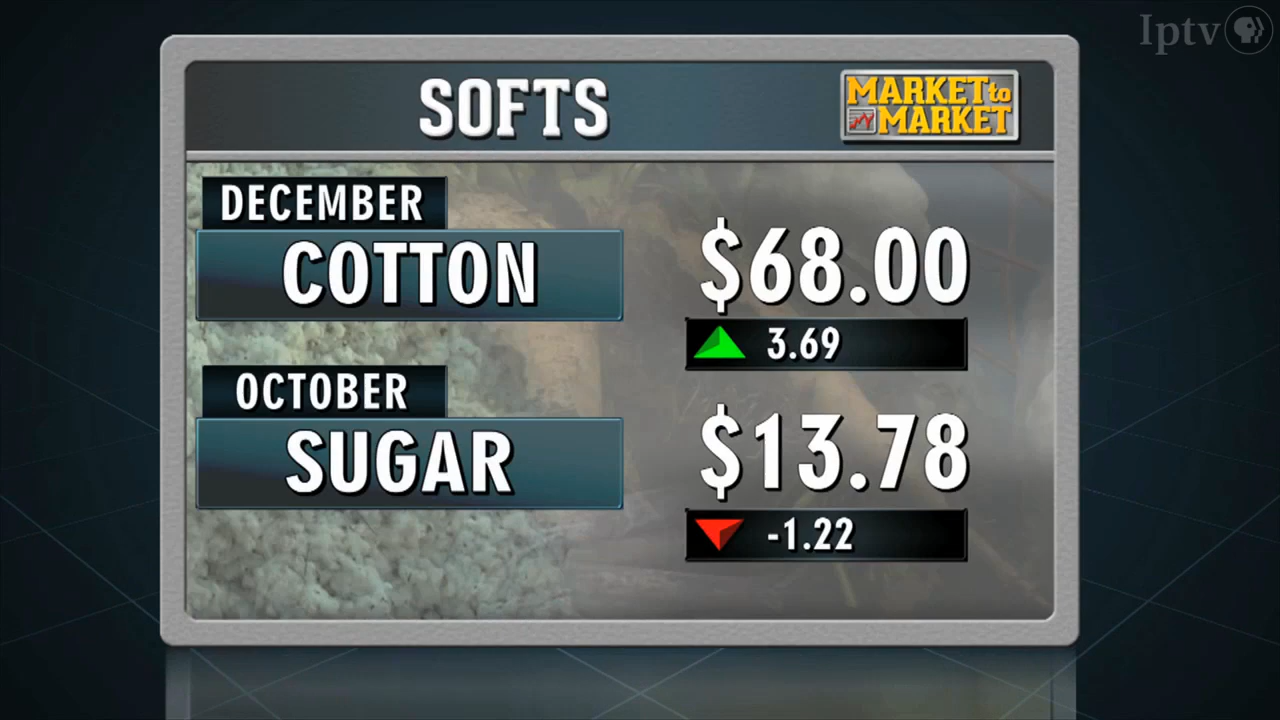 Iptv
SOFTS
MARKET to
MARKET
DECEMBER
COTTON
$68.00
3.69
OCTOBER
SUGAR
$13.78
-1.22